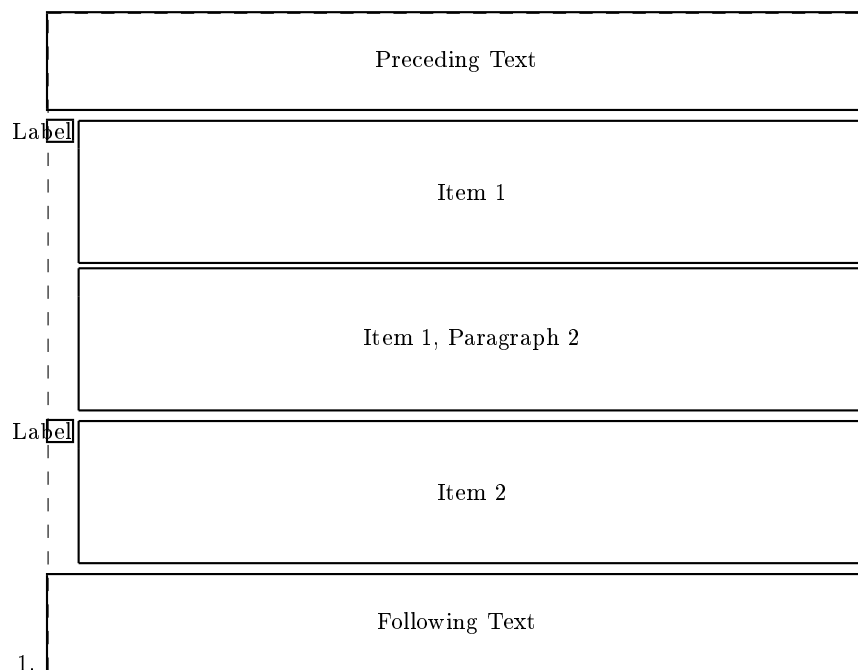 Preceding Text
Label
Item 1
Item 1, Paragraph 2
Label
Item 2
Following Text
1.